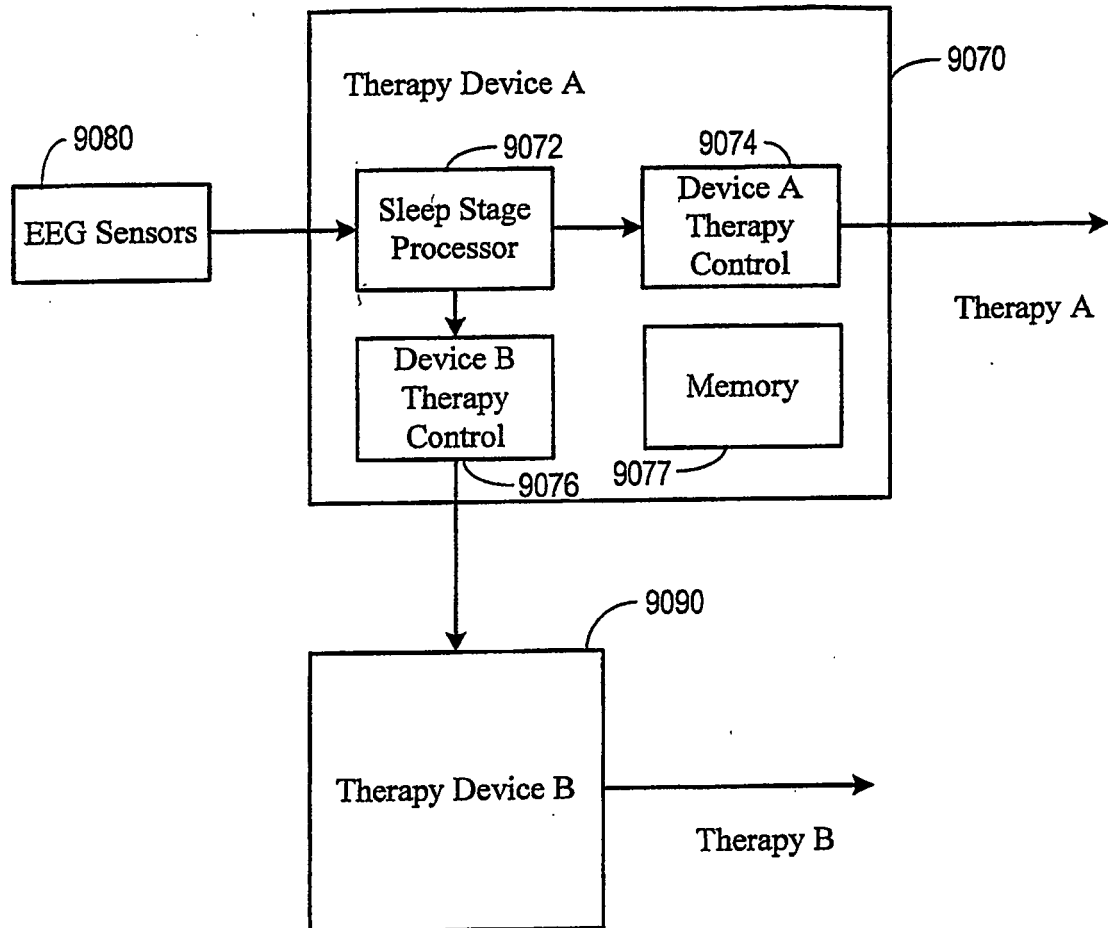 9070
Therapy Device A
9080
9072
9074
EEG Sensors
Sleep Stage
Processor
Device A
Therapy
Control
Therapy A
Device B
Therapy
Control
Memory
9076
9077
9090
Therapy Device B
Therapy B